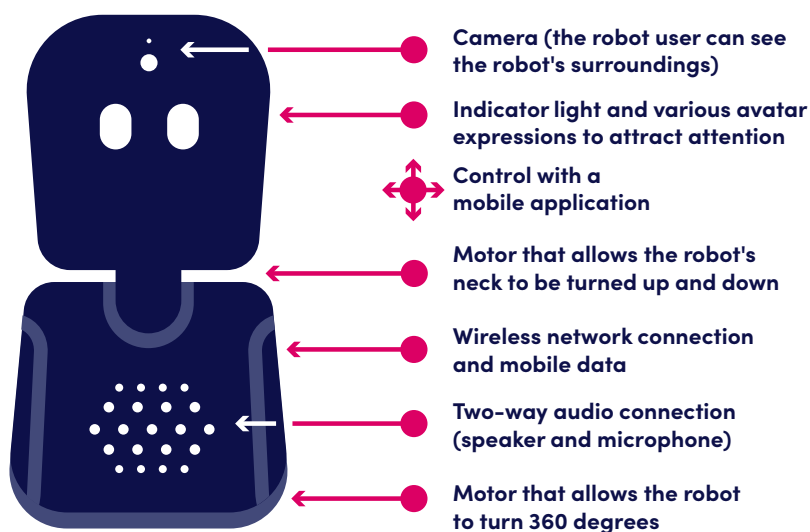 Camera (the robot user can see
the robot's surroundings)
Indicator light and various avatar
expressions to attract attention
Control with a
mobile application
Motor that allows the robot's
neck to be turned up and down
Wireless network connection
and mobile data
Two-way audio connection
(speaker and microphone)
Motor that allows the robot
to turn 360 degrees